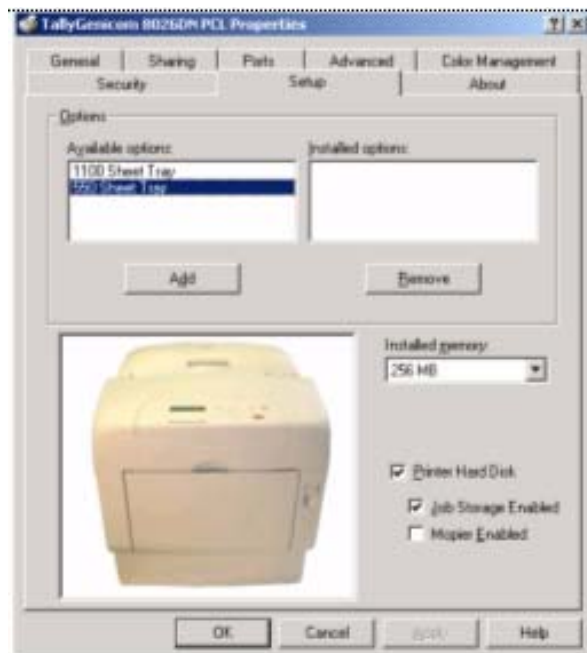 TallyGenicom 8026DN PCL Properties
General Sharing Ports Advanced Color Management
Security Setup About
Options
Available options: Installed options:
1100 Sheet Tray
550 Sheet Tray
Add Remove
Installed memory
256 MB
Printer Hard Disk
Job Storage Enabled
Mopier Enabled
OK Cancel Apply Help